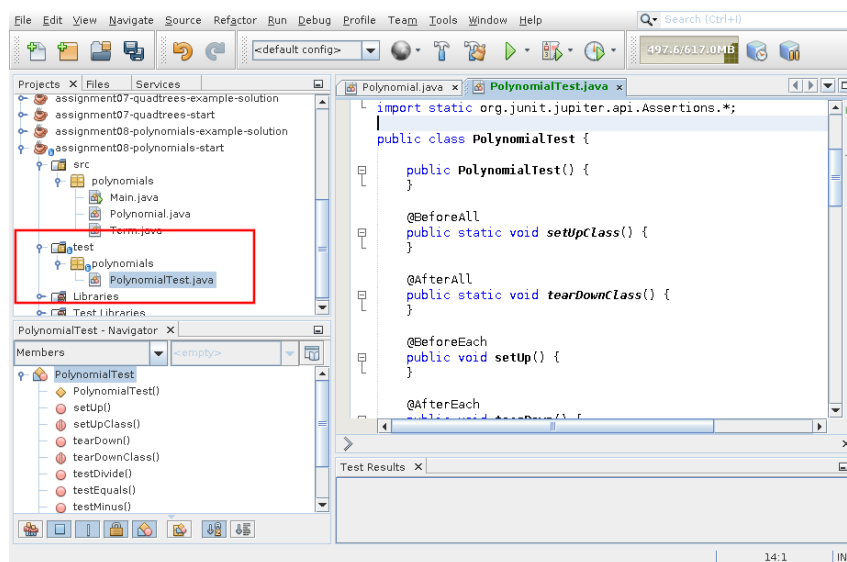 File Edit View Navigate Source Refactor Run Debug Profile Team Tools Window Help
Search (Ctrl+I)
<default config>
497.6/617.0MB
Projects Files Services
assignment07-quadtrees-example-solution
assignment07-quadtrees-start
assignment08-polynomials-example-solution
assignment08-polynomials-start
src
polynomials
Main.java
Polynomial.java
Term.java
test
polynomials
PolynomialTest.java
Libraries
Test Libraries
PolynomialTest - Navigator
Members
<empty>
PolynomialTest
PolynomialTest()
setUp()
setUpClass()
tearDown()
tearDownClass()
testDivide()
testEquals()
testMinus()
Polynomial.java PolynomialTest.java
import static org.junit.jupiter.api.Assertions.*;
public class PolynomialTest {
public PolynomialTest() {
}
@BeforeAll
public static void setUpClass() {
}
@AfterAll
public static void tearDownClass() {
}
@BeforeEach
public void setUp() {
}
@AfterEach
public void tearDown() {
Test Results
14:1 IN